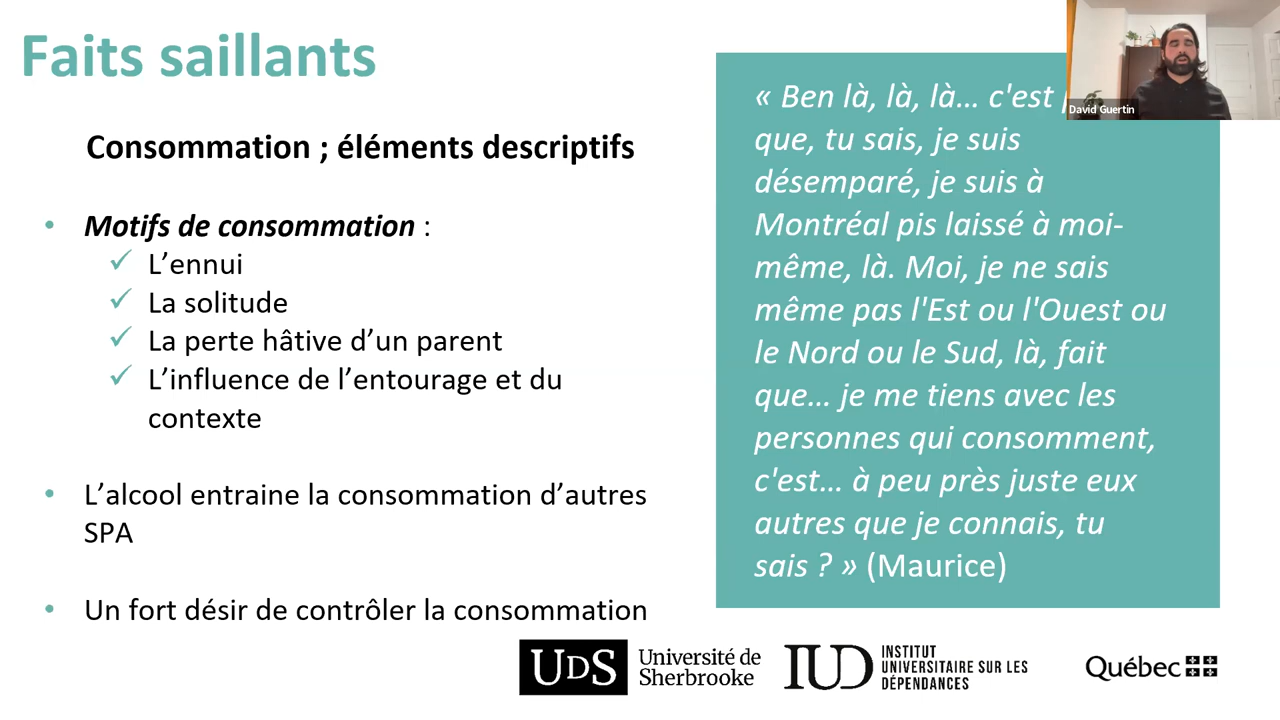 Faits saillants
Consommation ; éléments descriptifs
• Motifs de consommation :
✓ L’ennui
✓ La solitude
✓ La perte hâtive d’un parent
✓ L’influence de l’entourage et du
contexte
• L’alcool entraine la consommation d’autres
SPA
• Un fort désir de contrôler la consommation
« Ben là, là, là… c'est
que, tu sais, je suis
désemparé, je suis à
Montréal pis laissé à moi-
même, là. Moi, je ne sais
même pas l'Est ou l'Ouest ou
le Nord ou le Sud, là, fait
que… je me tiens avec les
personnes qui consomment,
c'est… à peu près juste eux
autres que je connais, tu
sais ? » (Maurice)
David Guertin
UDS Université de
Sherbrooke
IUD INSTITUT
UNIVERSITAIRE SUR LES
DÉPENDANCES
Québec